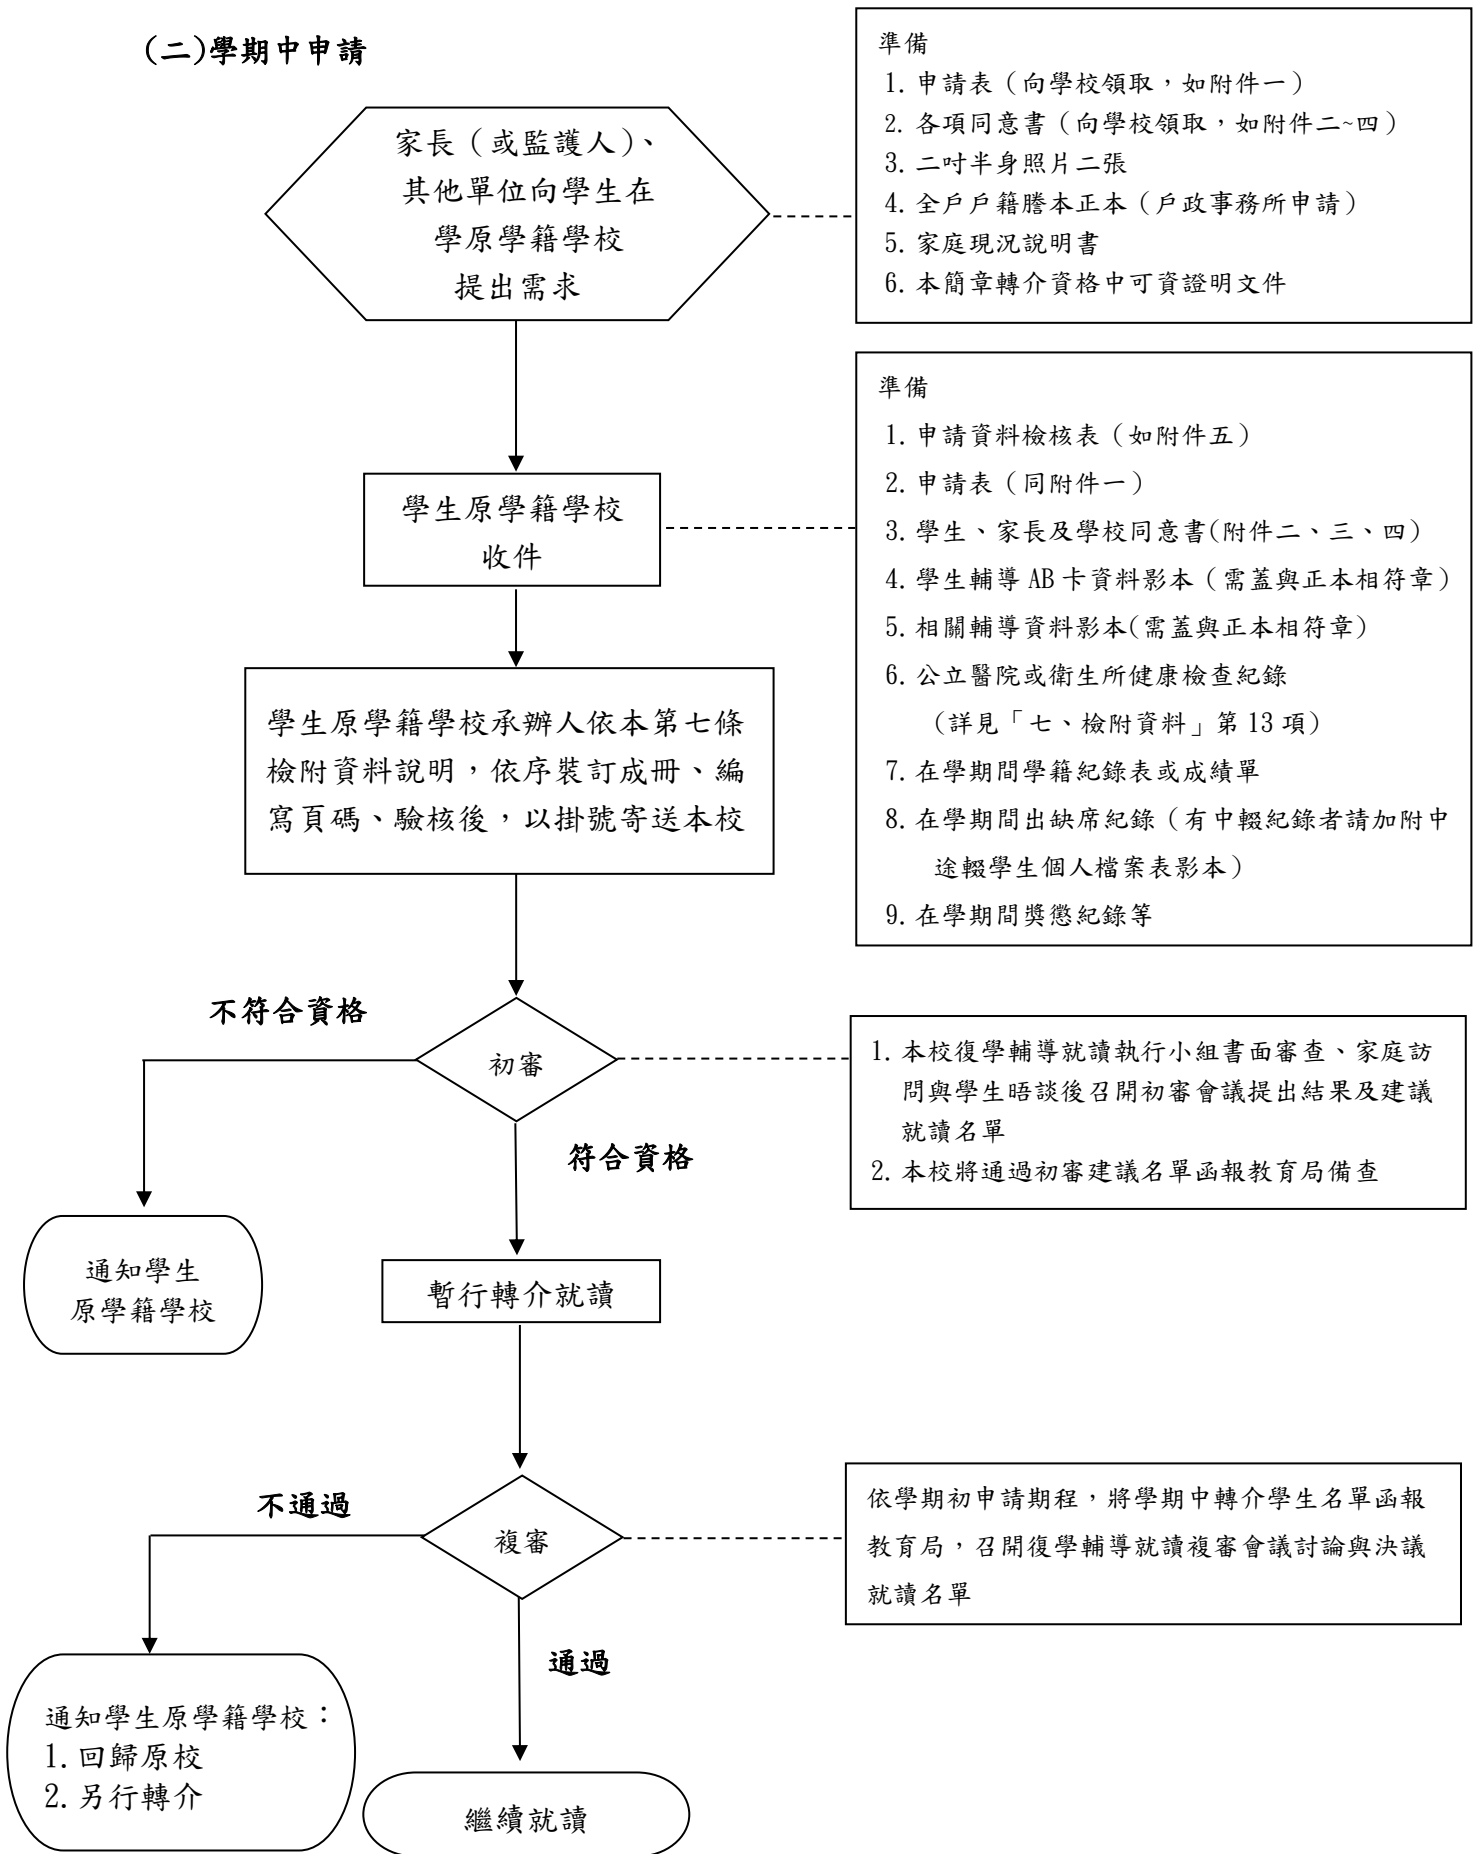 (二)學期中申請
家長（或監護人）、
其他單位向學生在
學原學籍學校
提出需求
準備
1. 申請表（向學校領取，如附件一）
2. 各項同意書（向學校領取，如附件二~四）
3. 二吋半身照片二張
4. 全戶戶籍謄本正本（戶政事務所申請）
5. 家庭現況說明書
6. 本簡章轉介資格中可資證明文件
學生原學籍學校
收件
準備
1. 申請資料檢核表（如附件五）
2. 申請表（同附件一）
3. 學生、家長及學校同意書(附件二、三、四）
4. 學生輔導 AB 卡資料影本（需蓋與正本相符章）
5. 相關輔導資料影本(需蓋與正本相符章）
6. 公立醫院或衛生所健康檢查紀錄
（詳見「七、檢附資料」第 13 項）
7. 在學期間學籍紀錄表或成績單
8. 在學期間出缺席紀錄（有中輟紀錄者請加附中
途輟學生個人檔案表影本）
9. 在學期間獎懲紀錄等
學生原學籍學校承辦人依本第七條
檢附資料說明，依序裝訂成冊、編
寫頁碼、驗核後，以掛號寄送本校
不符合資格
初審
1. 本校復學輔導就讀執行小組書面審查、家庭訪
問與學生晤談後召開初審會議提出結果及建議
就讀名單
2. 本校將通過初審建議名單函報教育局備查
符合資格
通知學生
原學籍學校
暫行轉介就讀
不通過
複審
依學期初申請期程，將學期中轉介學生名單函報
教育局，召開復學輔導就讀複審會議討論與決議
就讀名單
通過
通知學生原學籍學校：
1. 回歸原校
2. 另行轉介
繼續就讀